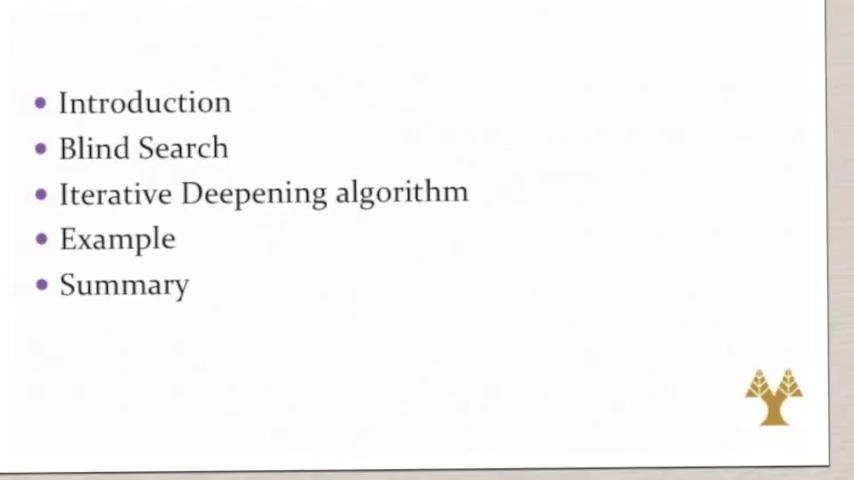 Introduction
Blind Search
Iterative Deepening algorithm
Example
Summary